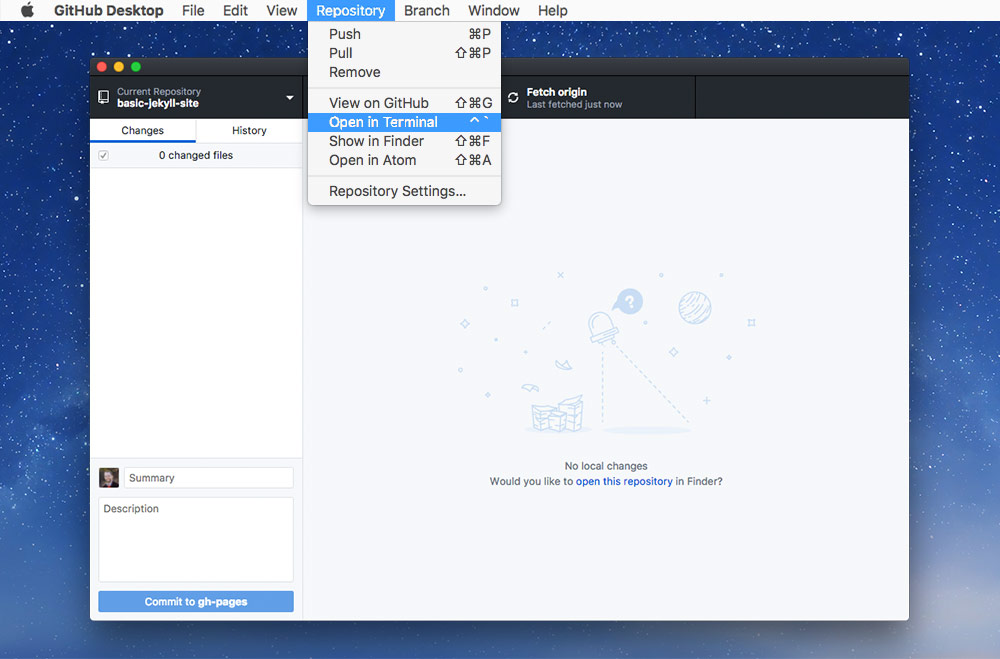 GitHub Desktop File Edit View Repository Branch Window Help
Push ⌘P
Pull ⇧⌘P
Remove
View on GitHub ⇧⌘G
Open in Terminal ^`
Show in Finder ⇧⌘F
Open in Atom ⇧⌘A
Repository Settings...
Current Repository
basic-jekyll-site
Fetch origin
Last fetched just now
Changes History
0 changed files
?
No local changes
Would you like to open this repository in Finder?
Summary
Description
Commit to gh-pages